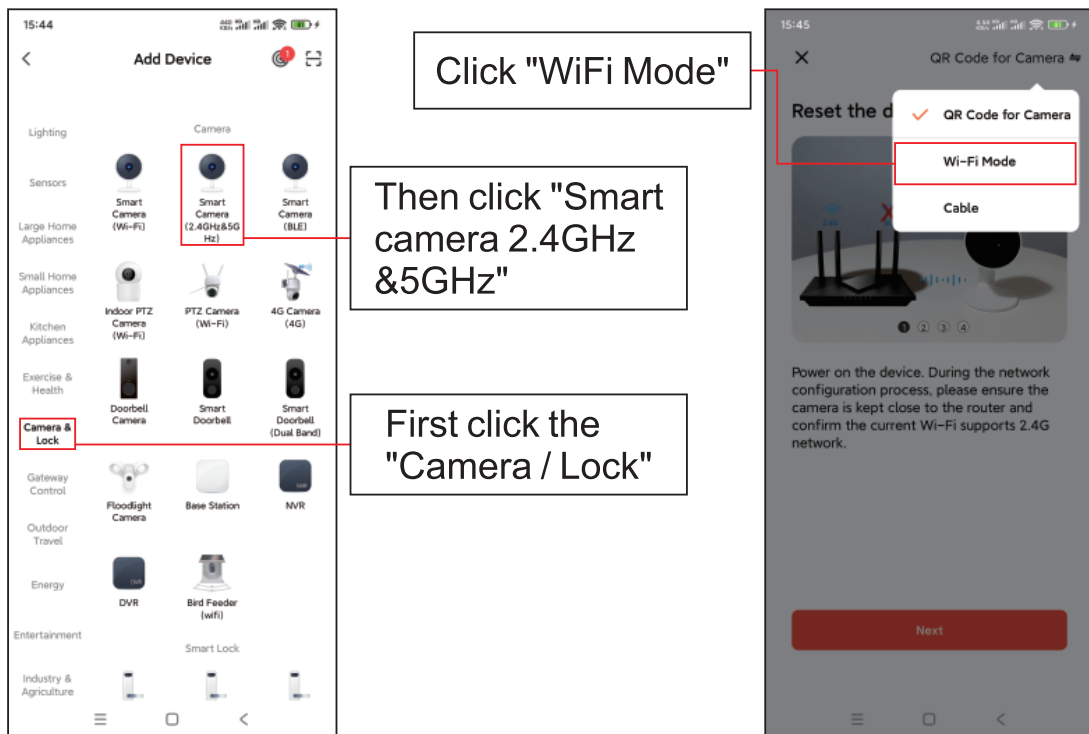 15:44
Add Device
1
Lighting
Sensors
Large Home
Appliances
Small Home
Appliances
Kitchen
Appliances
Exercise &
Health
Camera &
Lock
Gateway
Control
Outdoor
Travel
Energy
Entertainment
Industry &
Agriculture
Camera
Smart
Camera
(Wi-Fi)
Smart
Camera
(2.4GHz&5G
Hz)
Smart
Camera
(BLE)
Indoor PTZ
Camera
(Wi-Fi)
PTZ Camera
(Wi-Fi)
4G Camera
(4G)
Doorbell
Camera
Smart
Doorbell
Smart
Doorbell
(Dual Band)
Floodlight
Camera
Base Station
NVR
DVR
DVR
Bird Feeder
(wifi)
Smart Lock
Click "WiFi Mode"
Then click "Smart
camera 2.4GHz
&5GHz"
First click the
"Camera / Lock"
15:45
QR Code for Camera
Reset the d
QR Code for Camera
Wi-Fi Mode
Cable
2.4G
1 2 3 4
Power on the device. During the network
configuration process, please ensure the
camera is kept close to the router and
confirm the current Wi-Fi supports 2.4G
network.
Next